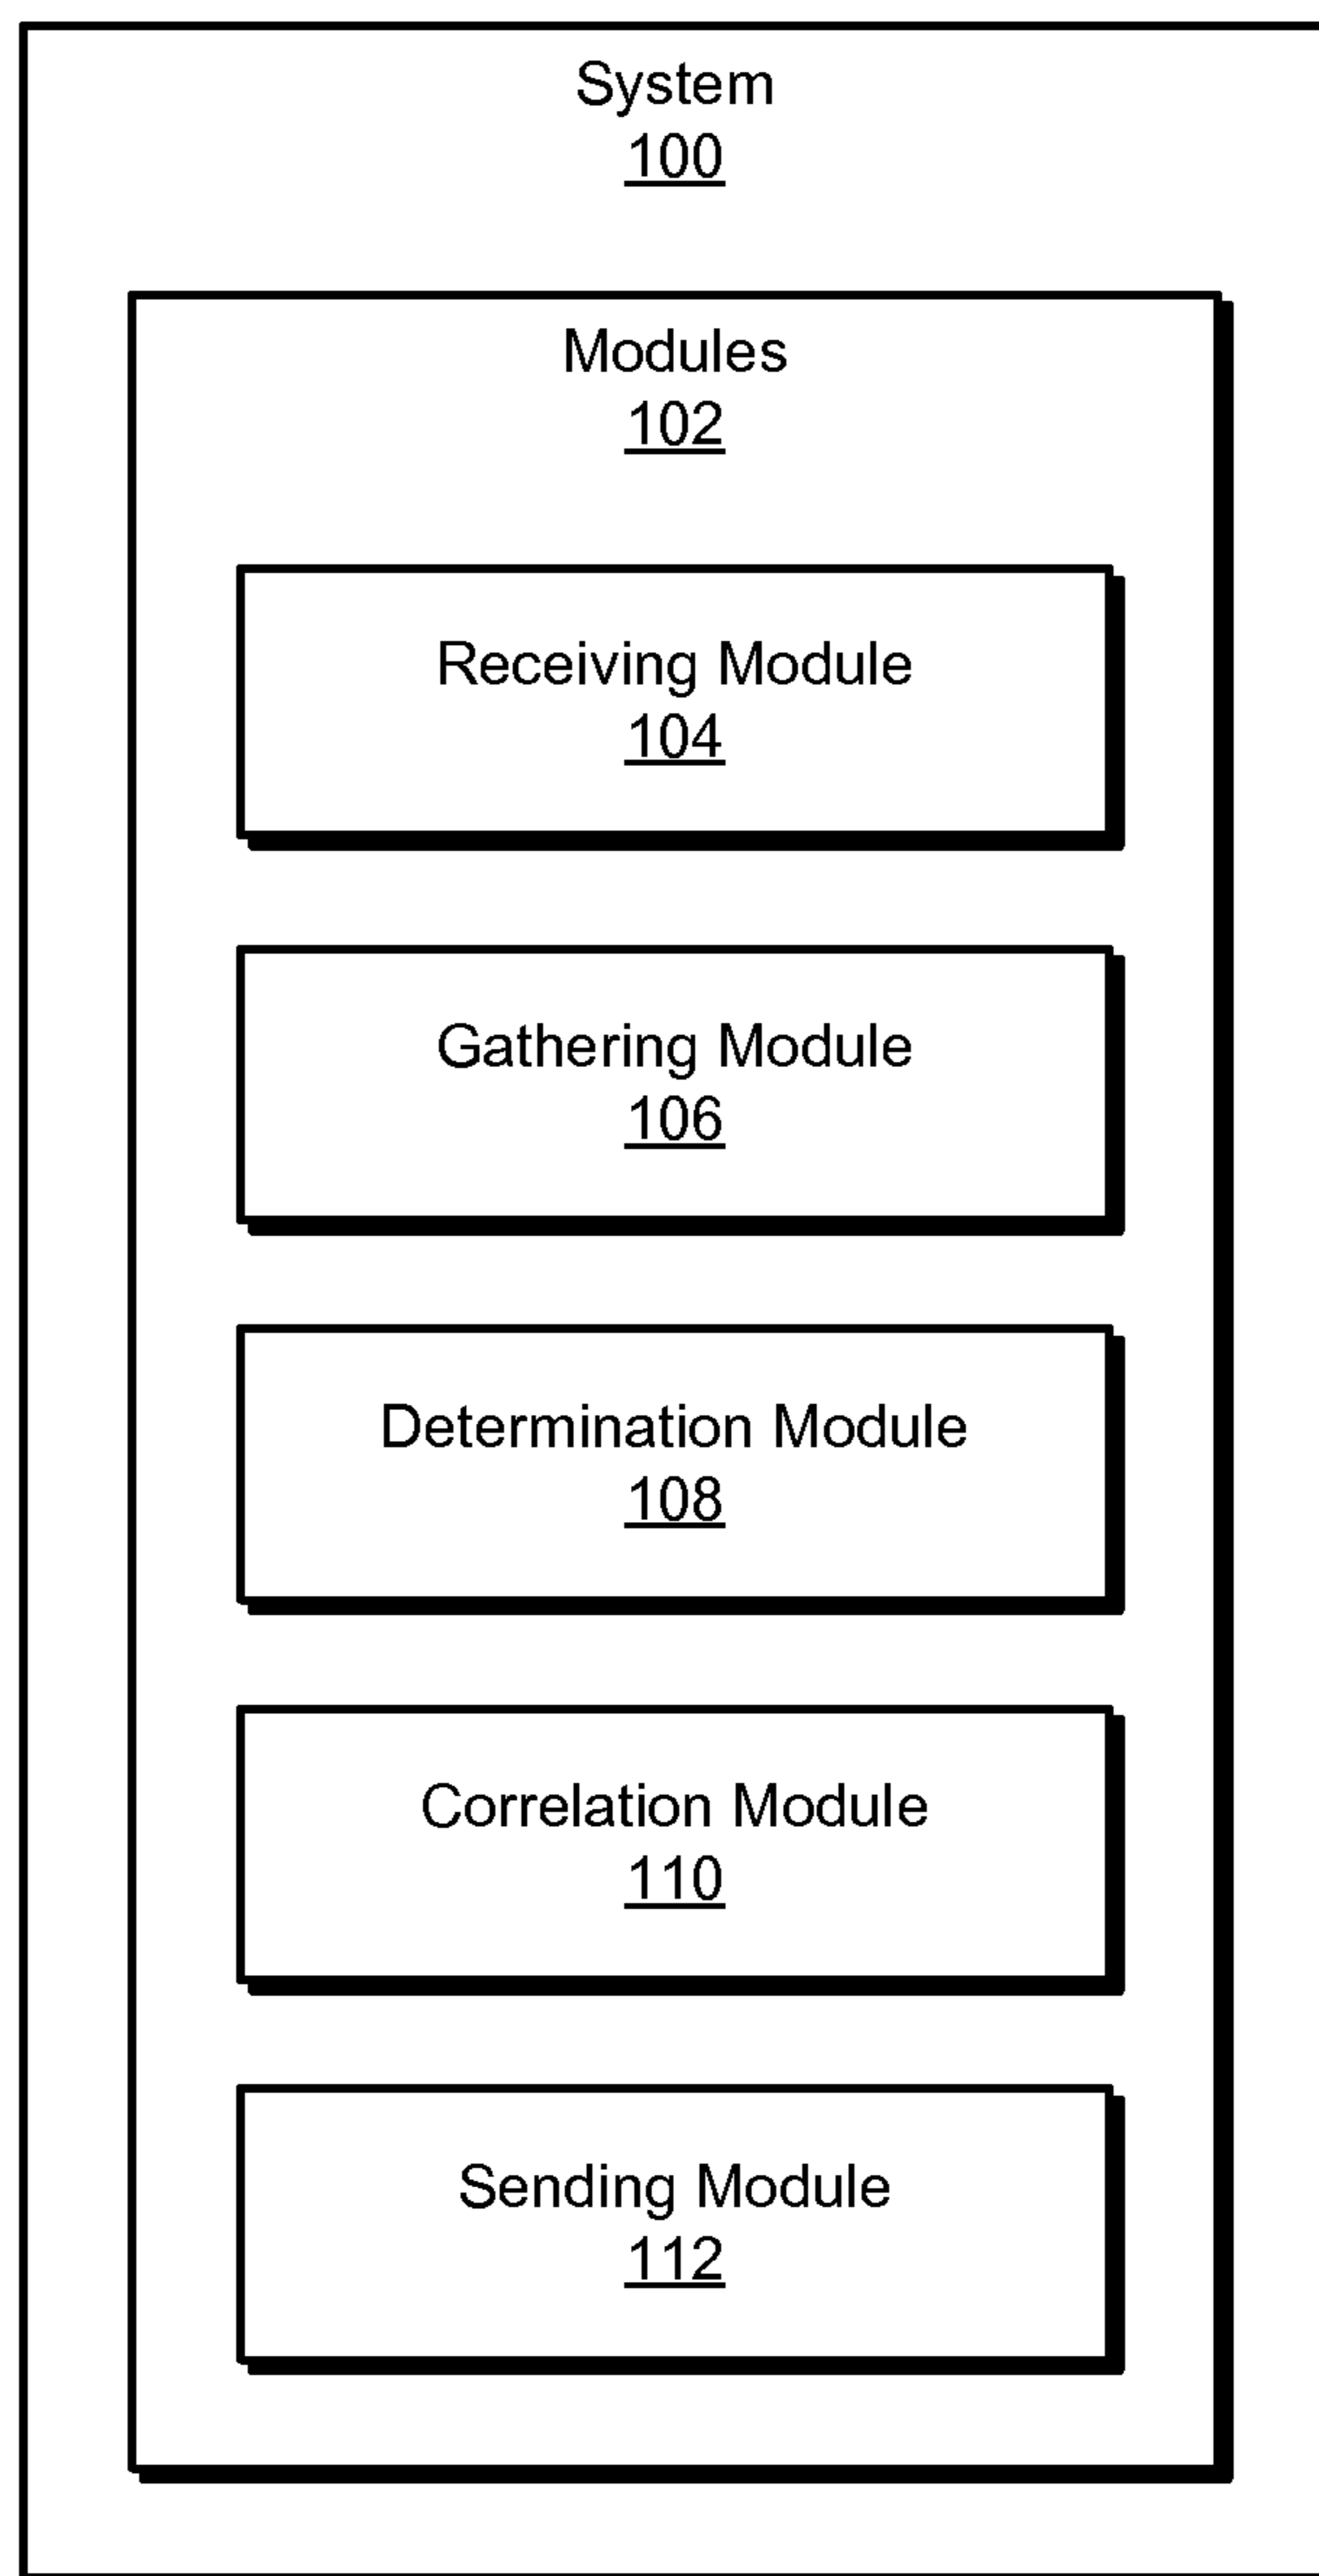 System
100
Modules
102
Receiving Module
104
Gathering Module
106
Determination Module
108
Correlation Module
110
Sending Module
112